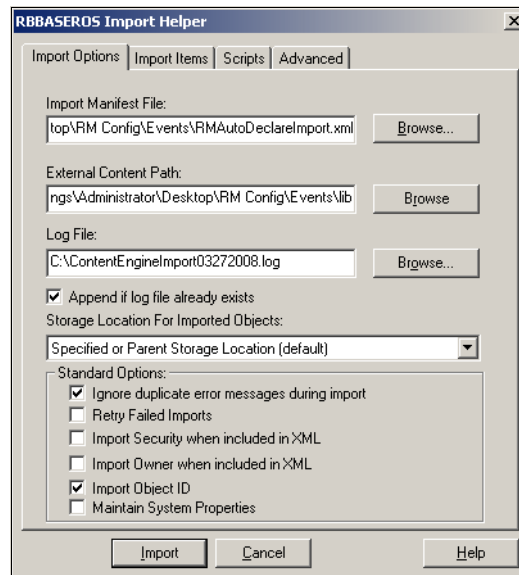 RBBASEROS Import Helper
Import Options Import Items Scripts Advanced
Import Manifest File:
top\RM Config\Events\RMAutoDeclareImport.xml Browse...
External Content Path:
ngs\Administrator\Desktop\RM Config\Events\lib Browse
Log File:
C:\ContentEngineImport03272008.log Browse...
Append if log file already exists
Storage Location For Imported Objects:
Specified or Parent Storage Location (default)
Standard Options:
Ignore duplicate error messages during import
Retry Failed Imports
Import Security when included in XML
Import Owner when included in XML
Import Object ID
Maintain System Properties
Import Cancel Help